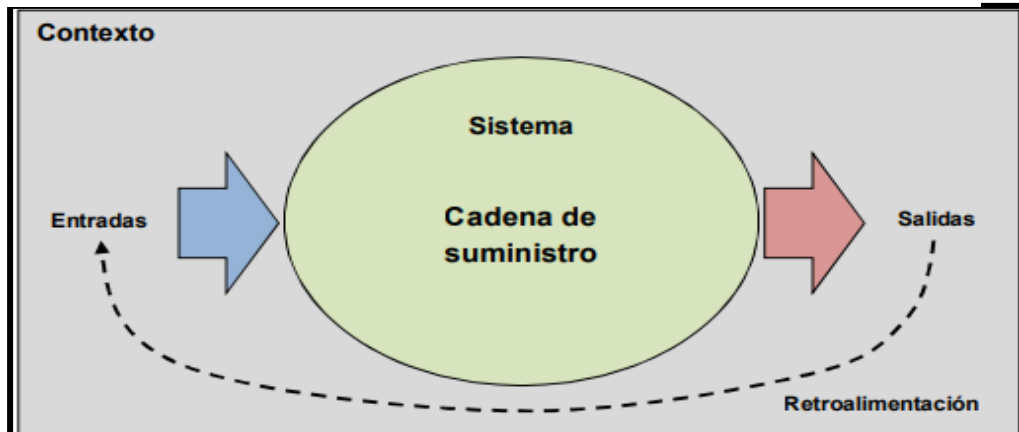 Contexto
Sistema
Cadena de
suministro
Entradas
Salidas
Retroalimentación